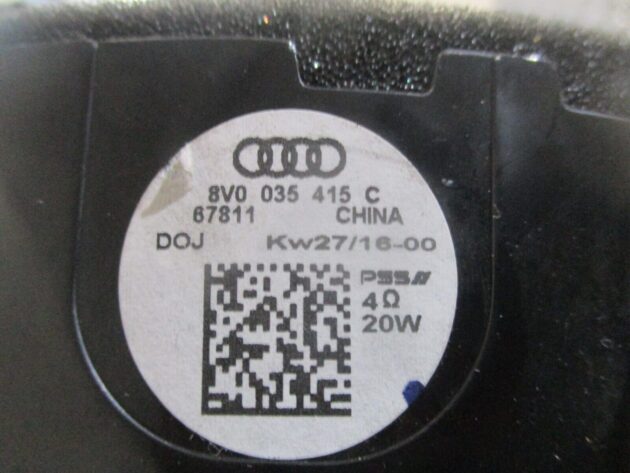 8V0 035 415 C
67811 CHINA
DOJ Kw27/16-00
PSS
4Ω
20W